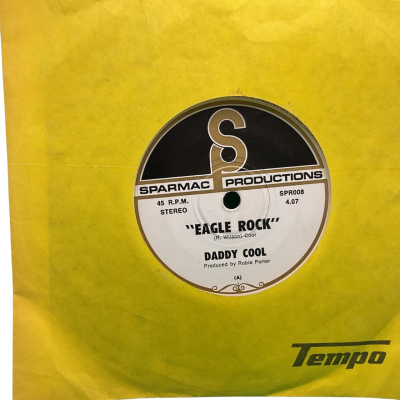 SPARMAC PRODUCTIONS
45 R.P.M. SPR008
STEREO 4.07
"EAGLE ROCK"
DADDY COOL
Produced by Robie Porter
(A)
Tempo